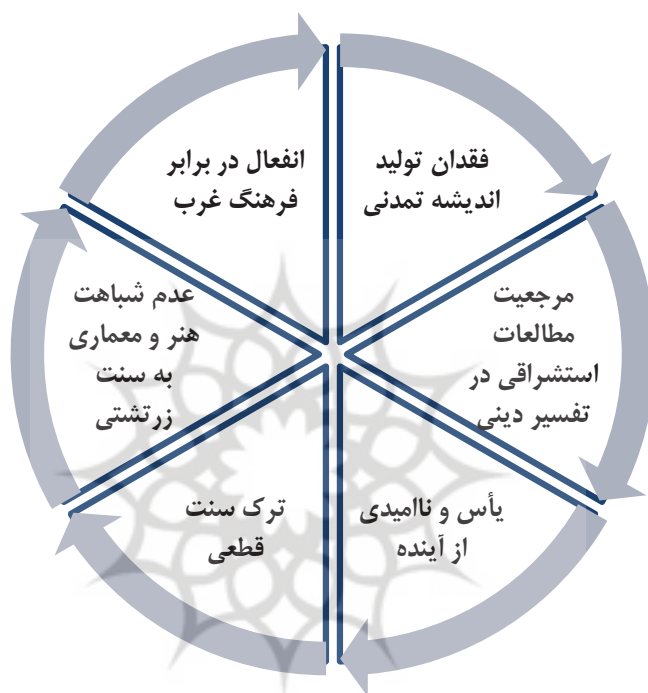 فقدان تولید
اندیشه تمدنی
مرجعیت
مطالعات
استشراقی در
تفسیر دینی
یأس و ناامیدی
از آینده
ترک سنت
قطعی
عدم شباهت
هنر و معماری
به سنت
زرتشتی
انفعال در برابر
فرهنگ غرب